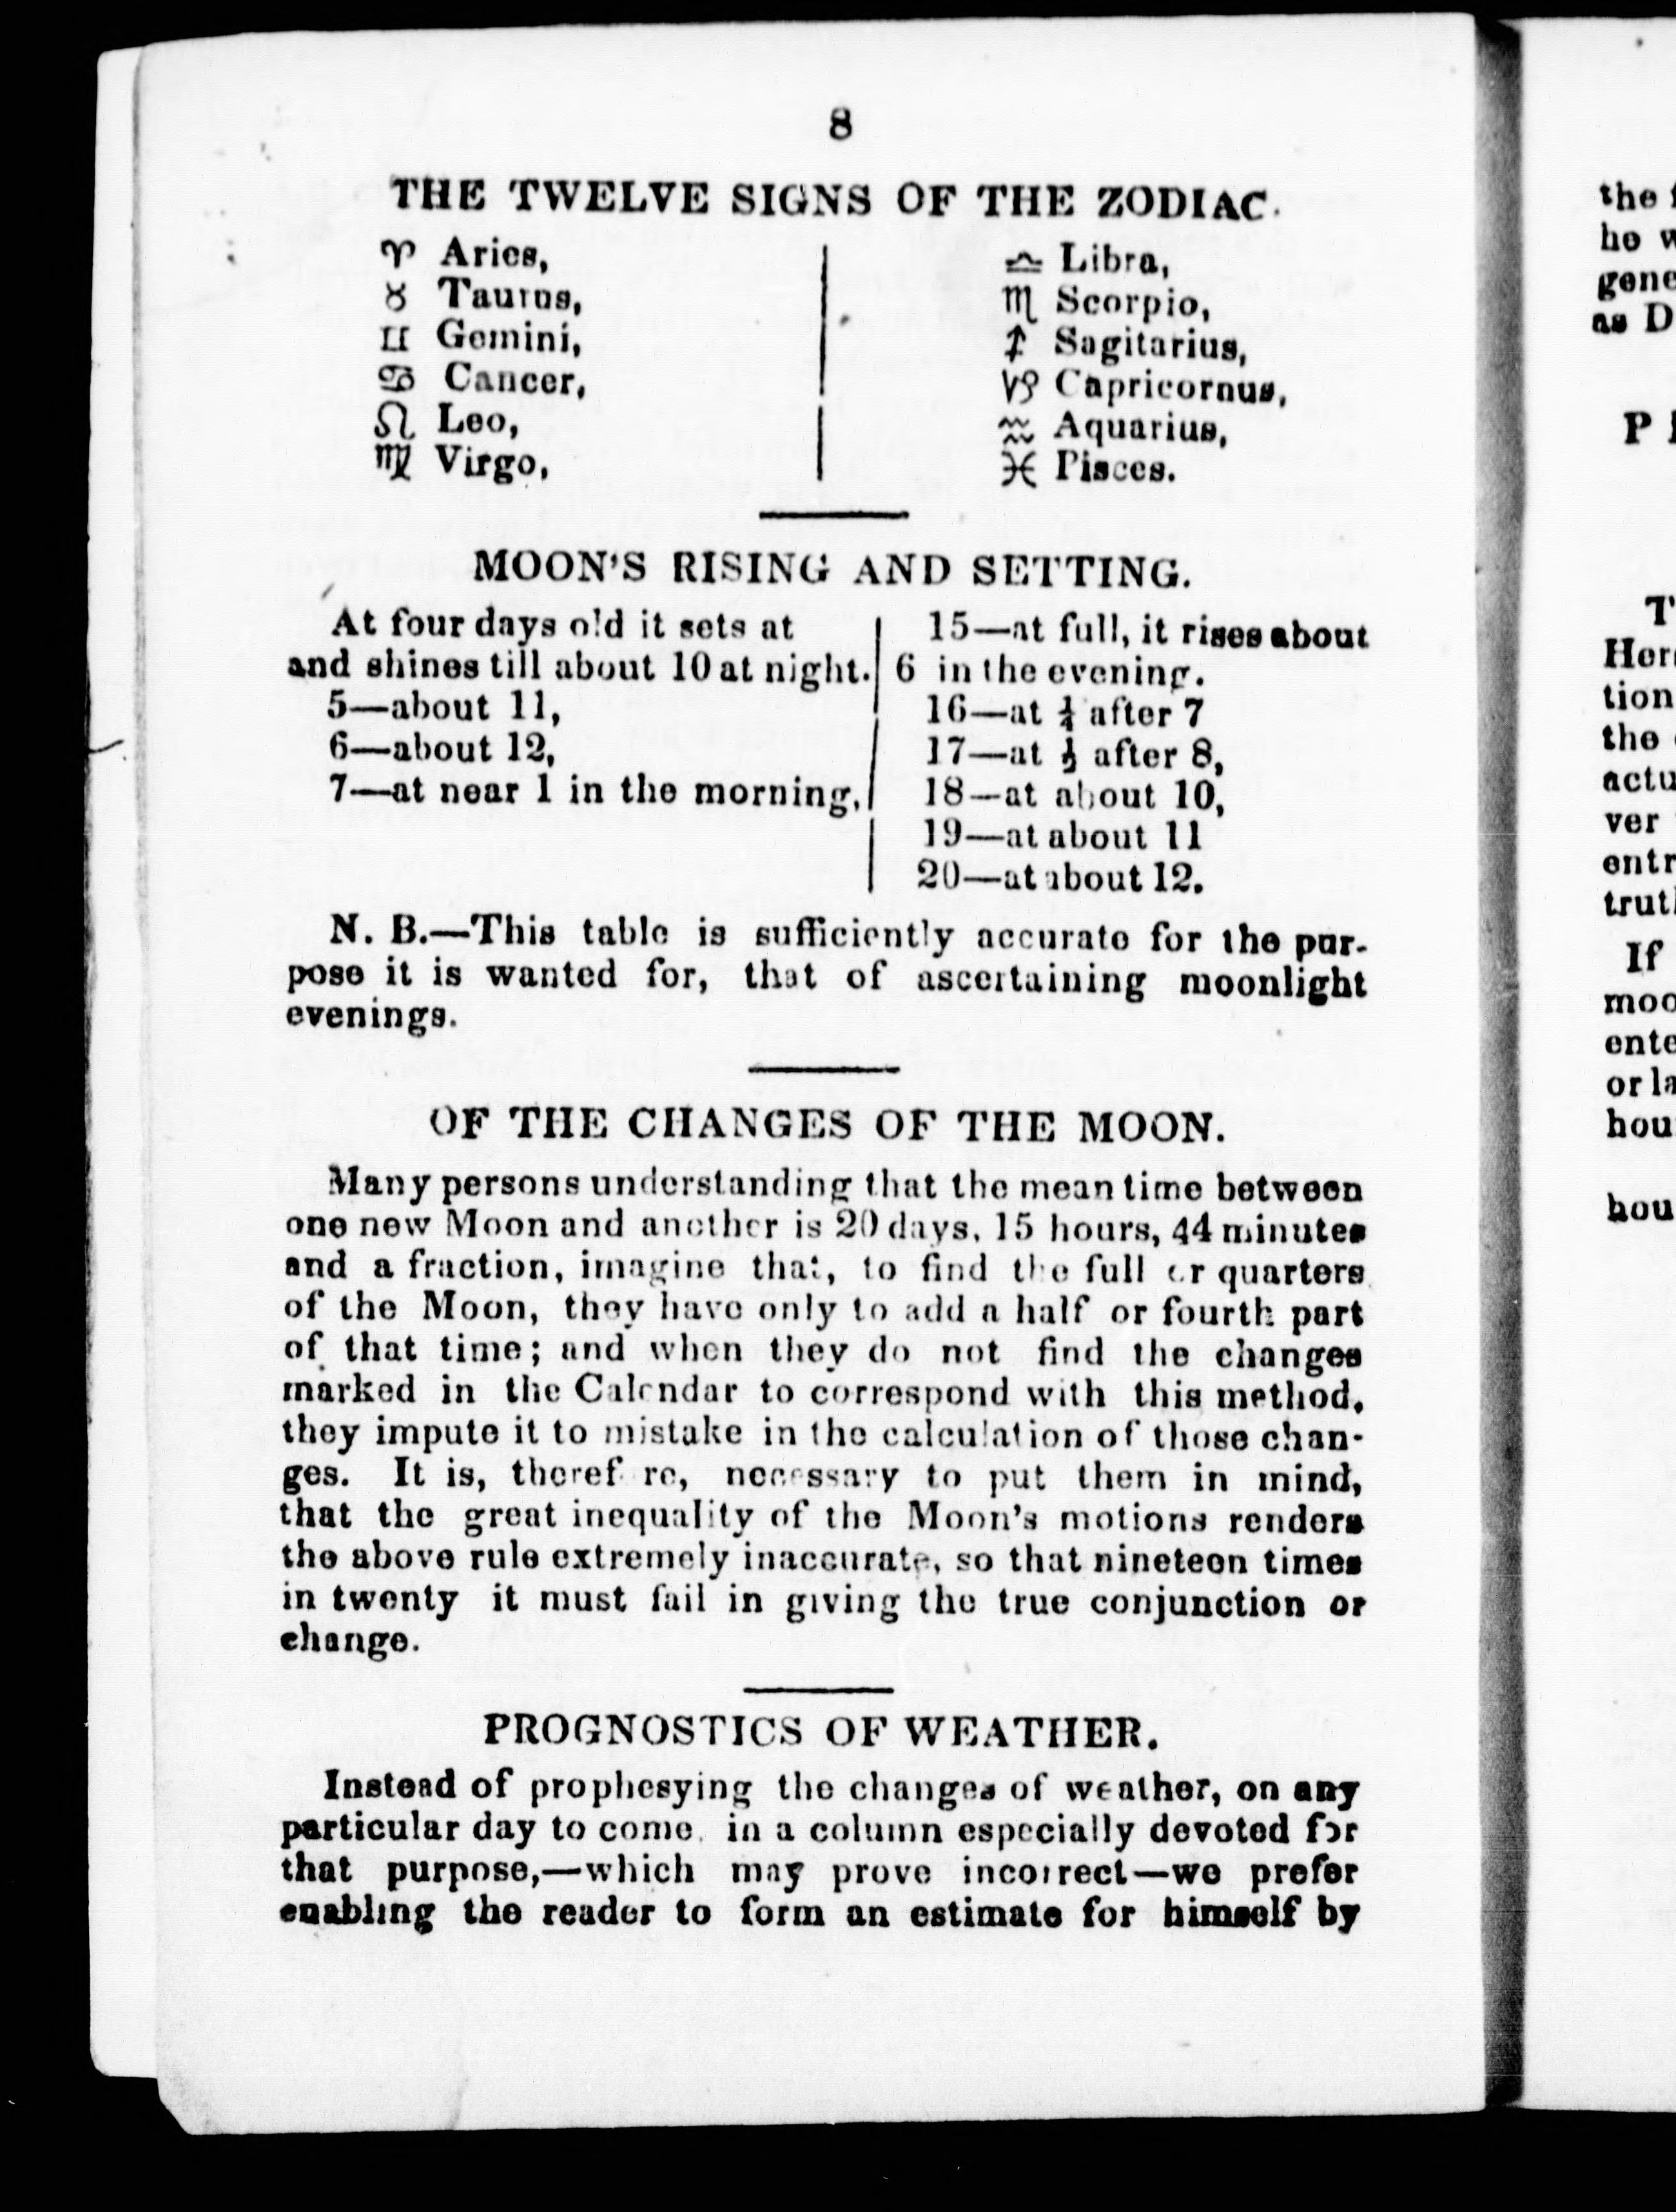 8
THE TWELVE SIGNS OF THE ZODIAC.
♈ Aries,
♉ Taurus,
♊ Gemini,
♋ Cancer,
♌ Leo,
♍ Virgo,
♎ Libra,
♏ Scorpio,
♐ Sagitarius,
♑ Capricornus,
♒ Aquarius,
♓ Pisces.
MOON'S RISING AND SETTING.
At four days old it sets at
and shines till about 10 at night.
5—about 11,
6—about 12,
7—at near 1 in the morning,
15—at full, it rises about
6 in the evening.
16—at ¼ after 7
17—at ½ after 8,
18—at about 10,
19—at about 11
20—at about 12.
N. B.—This table is sufficiently accurate for the pur-
pose it is wanted for, that of ascertaining moonlight
evenings.
OF THE CHANGES OF THE MOON.
Many persons understanding that the mean time between
one new Moon and another is 20 days, 15 hours, 44 minutes
and a fraction, imagine that, to find the full or quarters
of the Moon, they have only to add a half or fourth part
of that time; and when they do not find the changes
marked in the Calendar to correspond with this method,
they impute it to mistake in the calculation of those chan-
ges. It is, therefore, necessary to put them in mind,
that the great inequality of the Moon's motions renders
the above rule extremely inaccurate, so that nineteen times
in twenty it must fail in giving the true conjunction or
change.
PROGNOSTICS OF WEATHER.
Instead of prophesying the changes of weather, on any
particular day to come, in a column especially devoted for
that purpose,—which may prove incorrect—we prefer
enabling the reader to form an estimate for himself by
the
he
gene
as D
P
T
Her
tion
the
actu
ver
entr
trut
If
moo
ente
or la
hou
hou